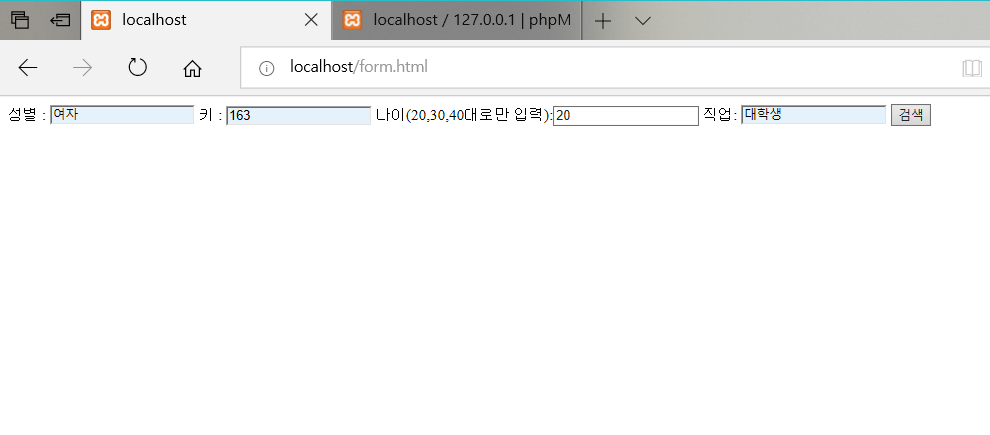 localhost localhost / 127.0.0.1 | phpM
localhost/form.html
성별 : 여자 키 : 163 나이(20,30,40대로만 입력):20 직업: 대학생 검색